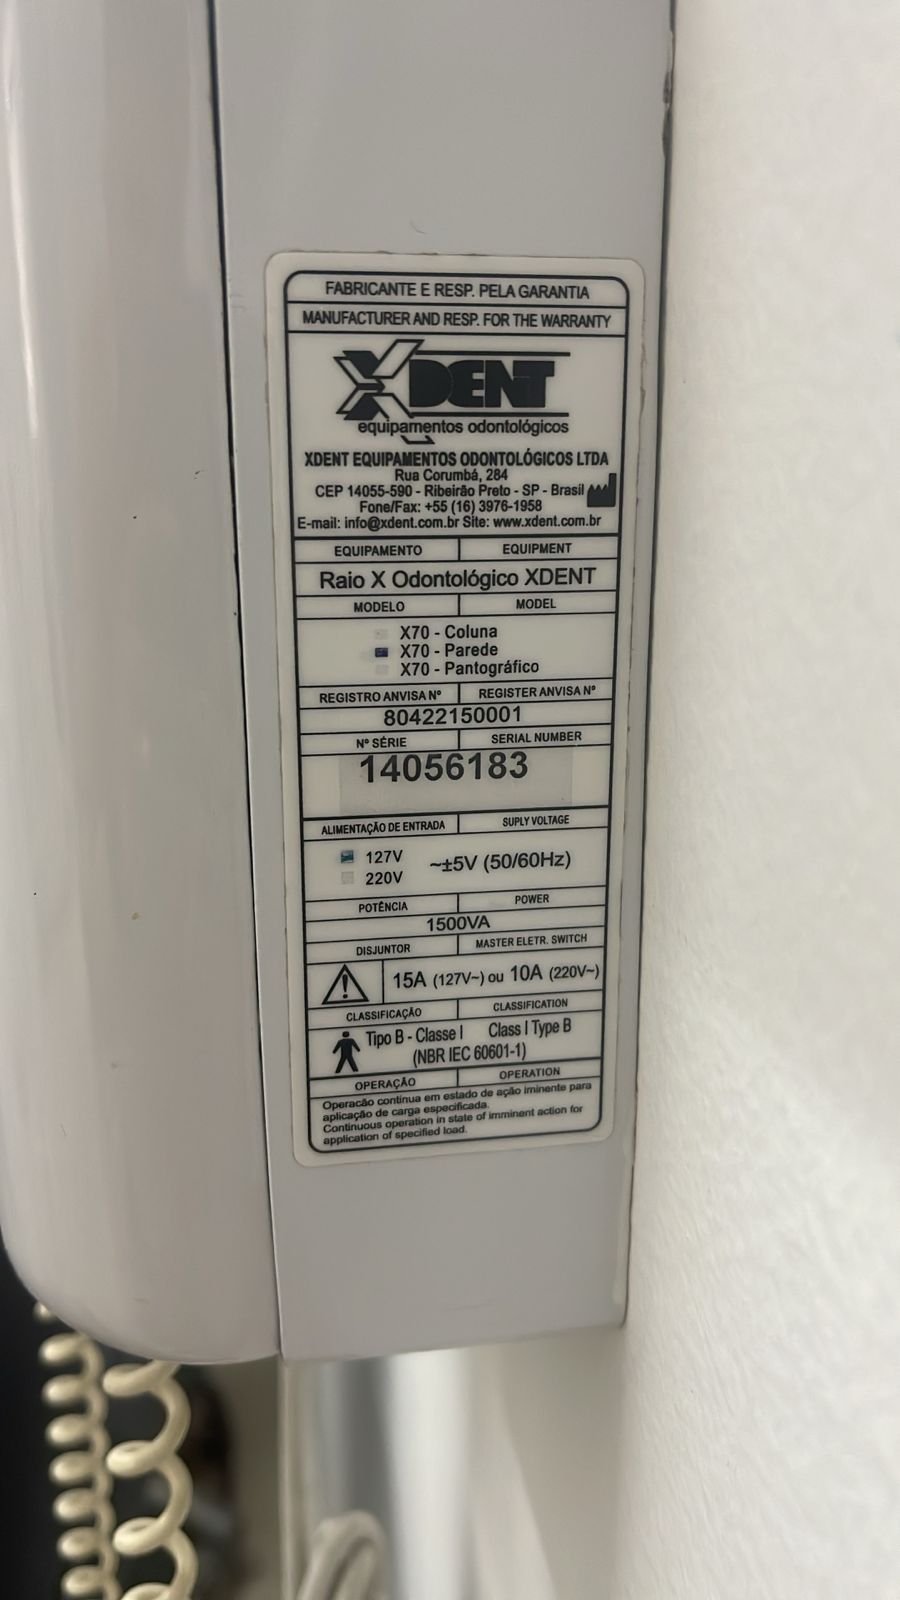 FABRICANTE E RESP. PELA GARANTIA
MANUFACTURER AND RESP. FOR THE WARRANTY
XDENT
equipamentos odontológicos
XDENT EQUIPAMENTOS ODONTOLÓGICOS LTDA
Rua Corumbá, 284
CEP 14055-590 - Ribeirão Preto - SP - Brasil
Fone/Fax: +55 (16) 3976-1958
E-mail: info@xdent.com.br Site: www.xdent.com.br
EQUIPAMENTO EQUIPMENT
Raio X Odontológico XDENT
MODELO MODEL
X70 - Coluna
X70 - Parede
X70 - Pantográfico
REGISTRO ANVISA Nº REGISTER ANVISA Nº
80422150001
Nº SÉRIE SERIAL NUMBER
14056183
ALIMENTAÇÃO DE ENTRADA SUPLY VOLTAGE
127V ~±5V (50/60Hz)
220V
POTÊNCIA POWER
1500VA
DISJUNTOR MASTER ELETR. SWITCH
15A (127V~) ou 10A (220V~)
CLASSIFICAÇÃO CLASSIFICATION
Tipo B - Classe I Class I Type B
(NBR IEC 60601-1)
OPERAÇÃO OPERATION
Operacão continua em estado de ação iminente para
aplicação de carga especificada.
Continuous operation in state of imminent action for
application of specified load.